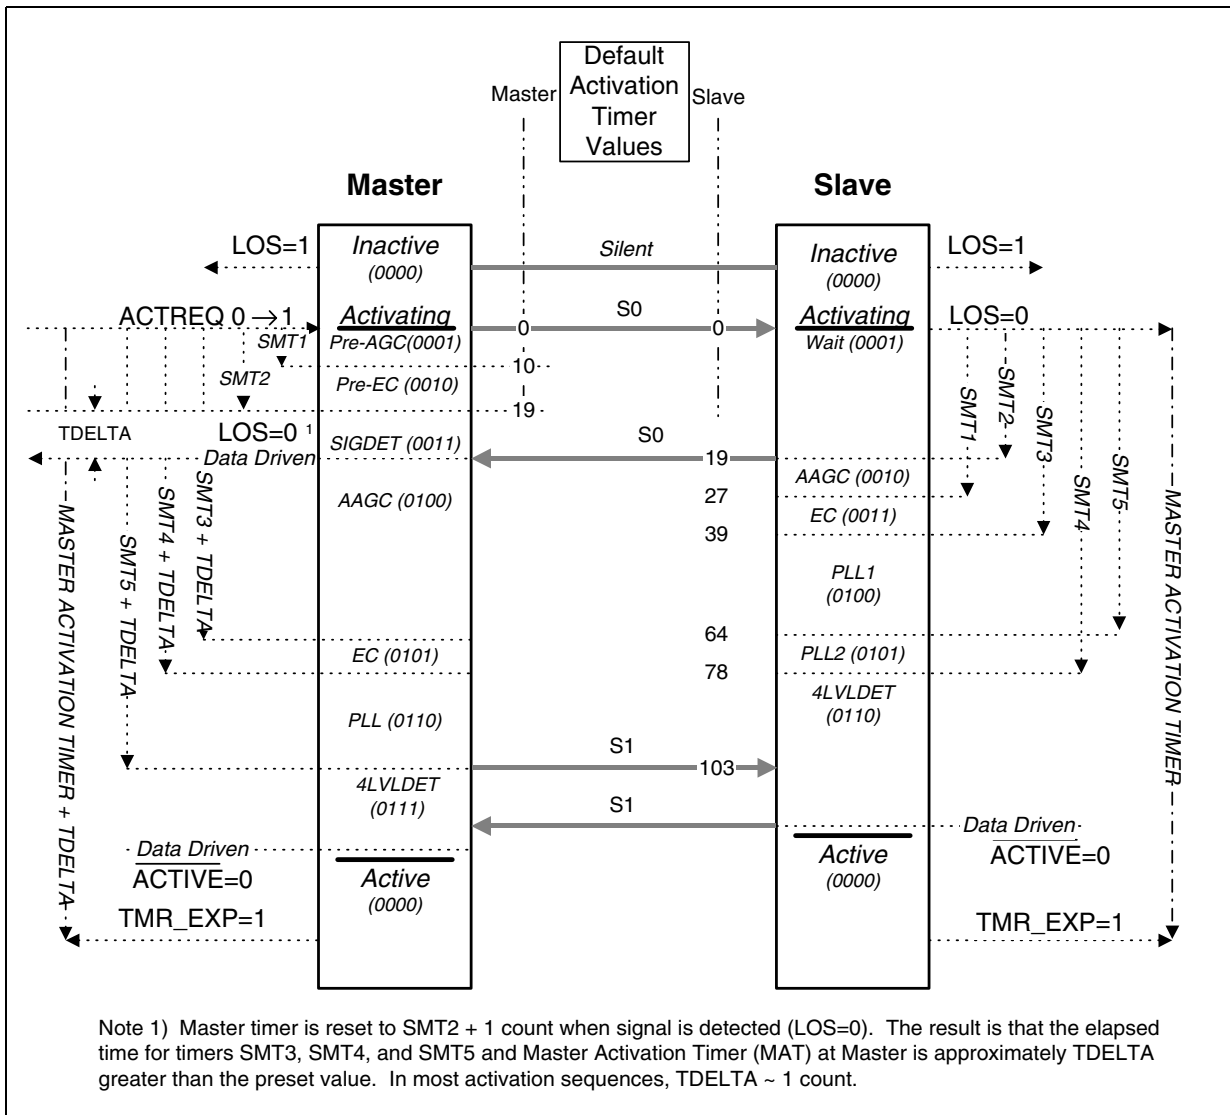 Default
Activation
Timer
Values
Master
Slave
Master
Slave
LOS=1
Inactive
(0000)
Silent
Inactive
(0000)
LOS=1
ACTREQ 0 → 1
Activating
S0
Activating
LOS=0
SMT1
Pre-AGC(0001)
0
0
Wait (0001)
10
SMT2
Pre-EC (0010)
19
TDELTA
LOS=0 1
SIGDET (0011)
S0
Data Driven
19
SMT1
SMT2
SMT3
SMT4
SMT5
MASTER ACTIVATION TIMER
AAGC (0100)
AAGC (0010)
27
EC (0011)
39
PLL1
(0100)
64
EC (0101)
PLL2 (0101)
78
4LVLDET
(0110)
MASTER ACTIVATION TIMER + TDELTA
SMT5 + TDELTA
SMT4 + TDELTA
SMT3 + TDELTA
PLL (0110)
S1
103
4LVLDET
(0111)
S1
Data Driven
ACTIVE=0
Data Driven
ACTIVE=0
Active
(0000)
Active
(0000)
TMR_EXP=1
TMR_EXP=1
Note 1) Master timer is reset to SMT2 + 1 count when signal is detected (LOS=0). The result is that the elapsed
time for timers SMT3, SMT4, and SMT5 and Master Activation Timer (MAT) at Master is approximately TDELTA
greater than the preset value. In most activation sequences, TDELTA ~ 1 count.